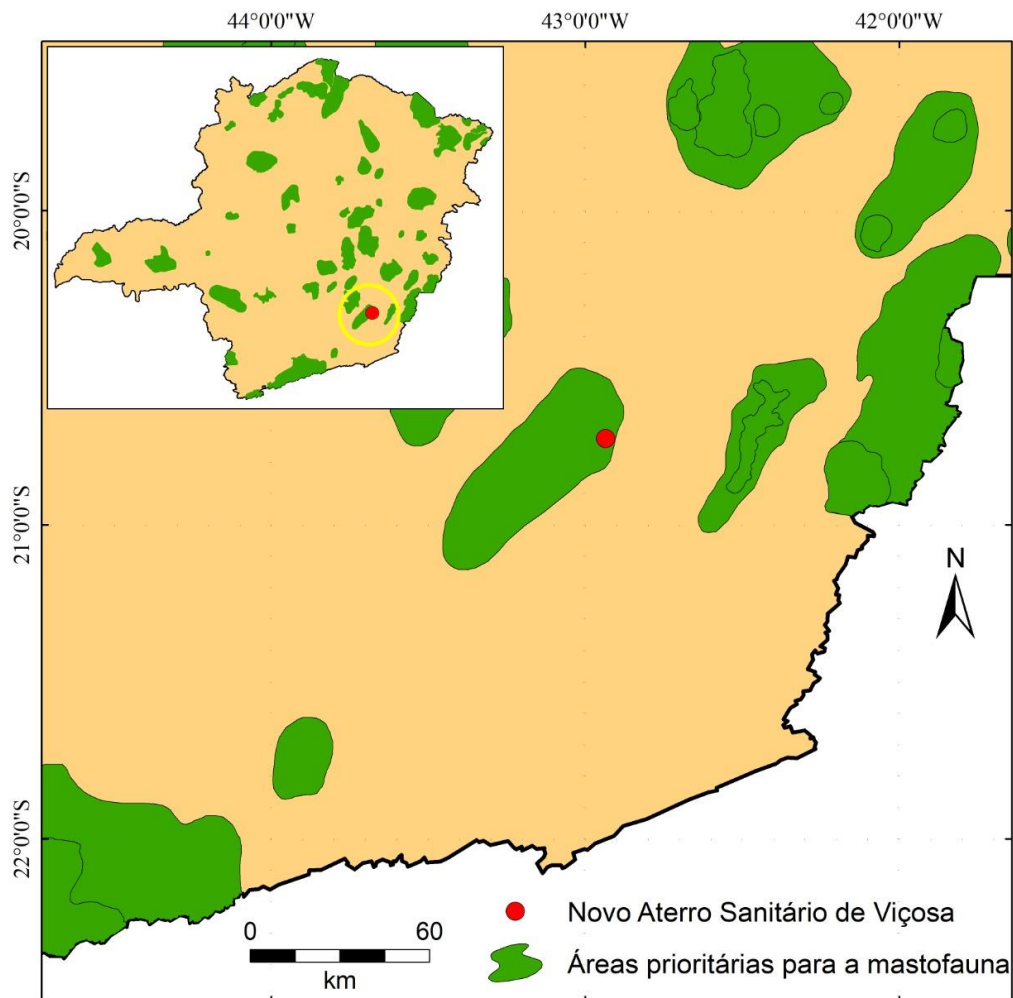 44°0'0"W
43°0'0"W
42°0'0"W
20°0'0"S
21°0'0"S
22°0'0"S
N
0
60
km
Novo Aterro Sanitário de Viçosa
Áreas prioritárias para a mastofauna